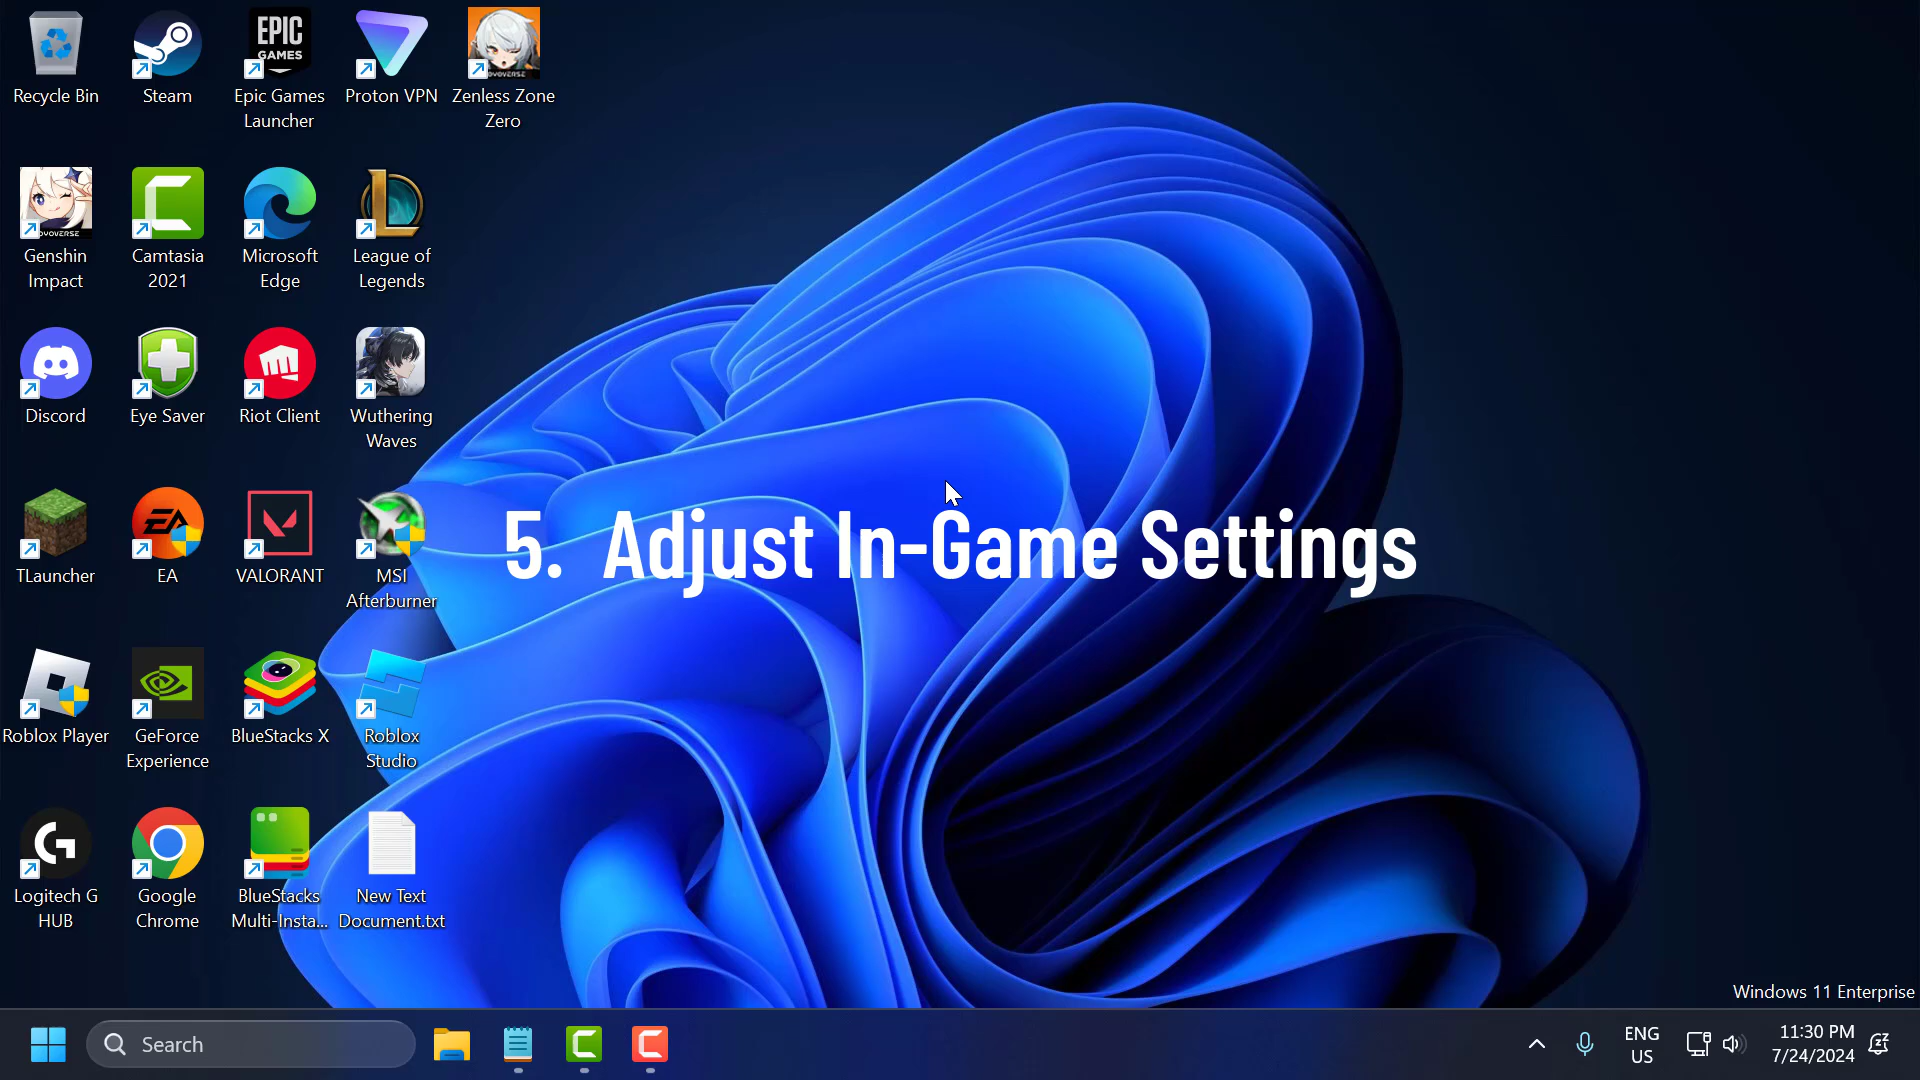 Recycle Bin
Steam
EPIC
GAMES
Epic Games
Launcher
Proton VPN
Zenless Zone
Zero
Genshin
Impact
Camtasia
2021
Microsoft
Edge
League of
Legends
Discord
Eye Saver
Riot Client
Wuthering
Waves
TLauncher
EA
EA
VALORANT
MSI
Afterburner
5. Adjust In-Game Settings
Roblox Player
GeForce
Experience
BlueStacks X
Roblox
Studio
Logitech G
HUB
Google
Chrome
BlueStacks
Multi-Insta...
New Text
Document.txt
Windows 11 Enterprise
Search
ENG
US
11:30 PM
7/24/2024